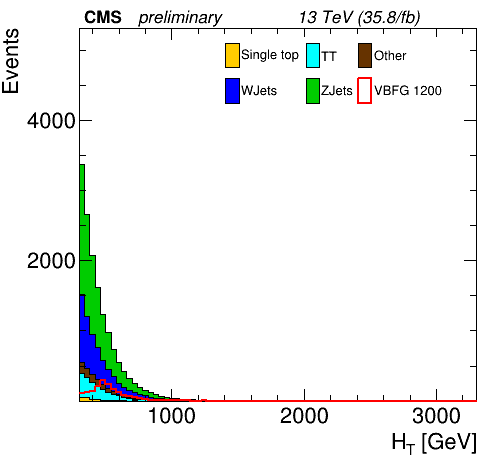 CMS preliminary 13 TeV (35.8/fb)
Events
Single top TT Other
WJets ZJets VBFG 1200
4000
2000
1000 2000 3000
H_T [GeV]